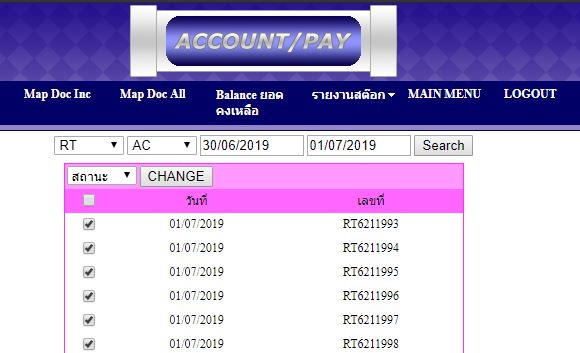 ACCOUNT/PAY
Map Doc Inc Map Doc All Balance ยอดคงเหลือ รายงานสต๊อก MAIN MENU LOGOUT
RT AC 30/06/2019 01/07/2019 Search
สถานะ CHANGE
วันที่ เลขที่
01/07/2019 RT6211993
01/07/2019 RT6211994
01/07/2019 RT6211995
01/07/2019 RT6211996
01/07/2019 RT6211997
01/07/2019 RT6211998